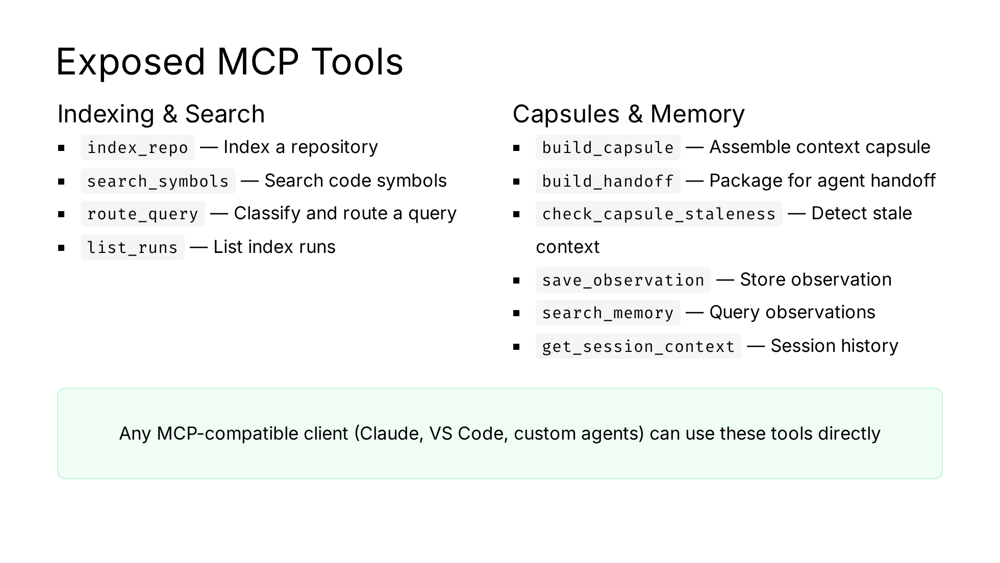 Exposed MCP Tools
Indexing & Search
▪ index_repo — Index a repository
▪ search_symbols — Search code symbols
▪ route_query — Classify and route a query
▪ list_runs — List index runs
Capsules & Memory
▪ build_capsule — Assemble context capsule
▪ build_handoff — Package for agent handoff
▪ check_capsule_staleness — Detect stale
context
▪ save_observation — Store observation
▪ search_memory — Query observations
▪ get_session_context — Session history
Any MCP-compatible client (Claude, VS Code, custom agents) can use these tools directly